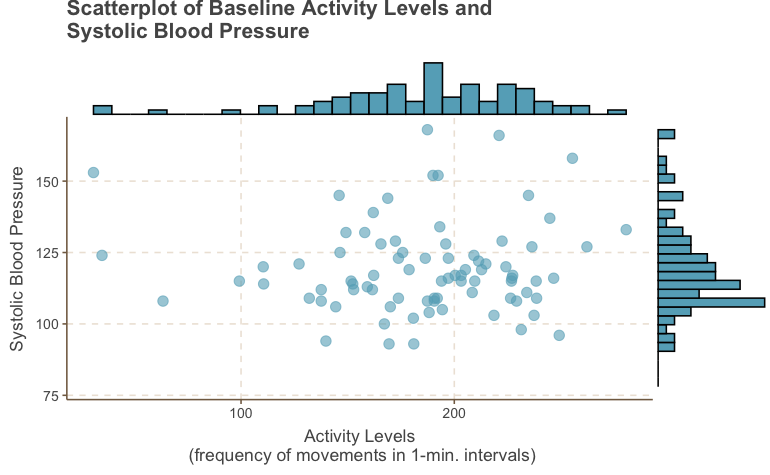 Scatterplot of Baseline Activity Levels and
Systolic Blood Pressure
Systolic Blood Pressure
150
125
100
75
100
200
Activity Levels
(frequency of movements in 1-min. intervals)